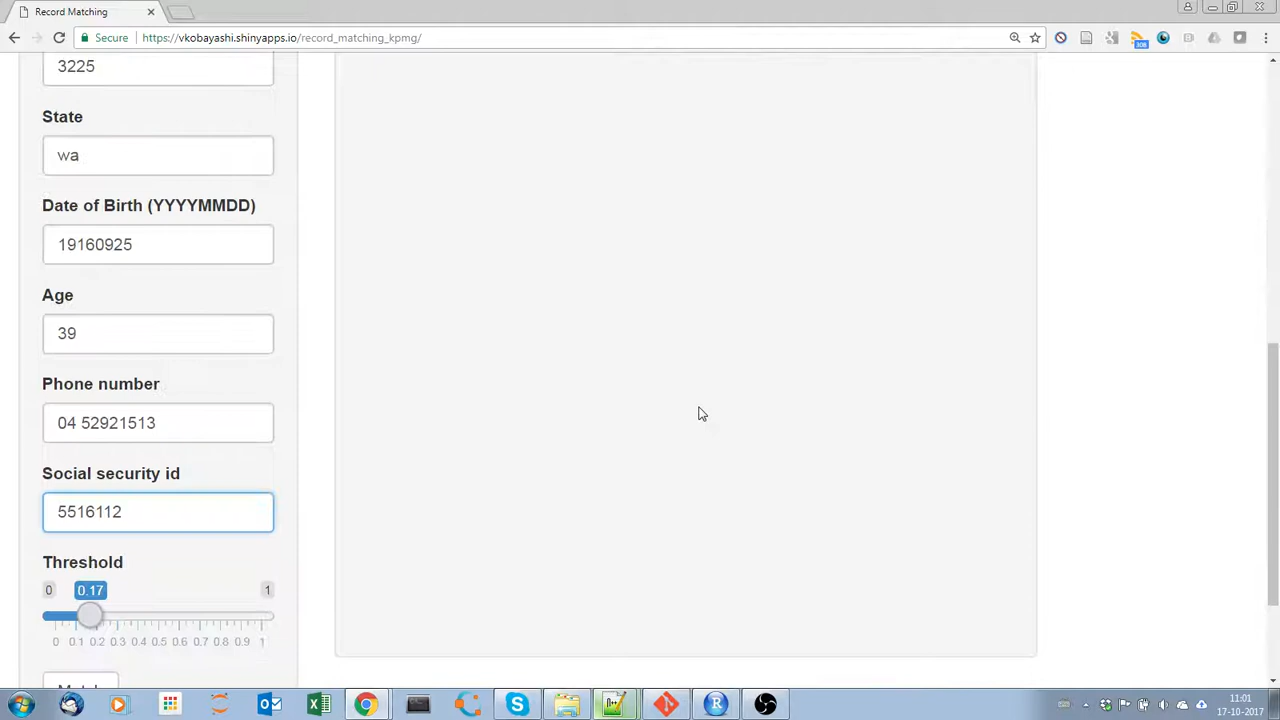 Record Matching
Secure https://vkobayashi.shinyapps.io/record_matching_kpmg/
308
3225
State
wa
Date of Birth (YYYYMMDD)
19160925
Age
39
Phone number
04 52921513
Social security id
5516112
Threshold
0 0.17 1
0 0.1 0.2 0.3 0.4 0.5 0.6 0.7 0.8 0.9 1
11:01
17-10-2017